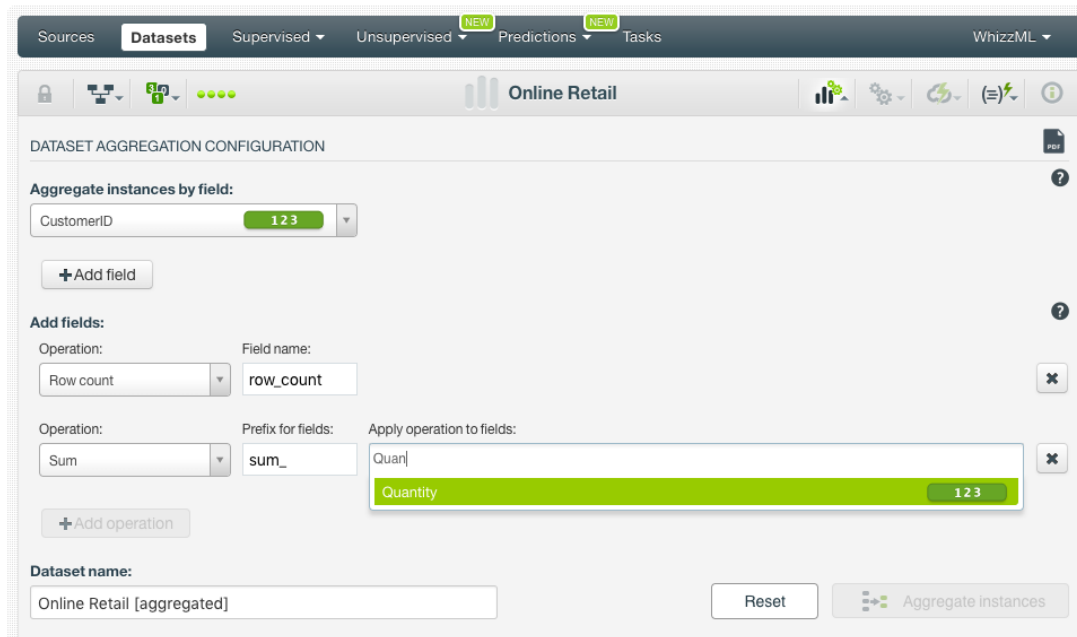 NEW NEW
Sources Datasets Supervised Unsupervised Predictions Tasks WhizzML
Online Retail
DATASET AGGREGATION CONFIGURATION
PDF
Aggregate instances by field:
CustomerID 123
+Add field
Add fields:
Operation: Field name:
Row count row_count
Operation: Prefix for fields: Apply operation to fields:
Sum sum_ Quan
Quantity 123
+Add operation
Dataset name:
Online Retail [aggregated] Reset Aggregate instances